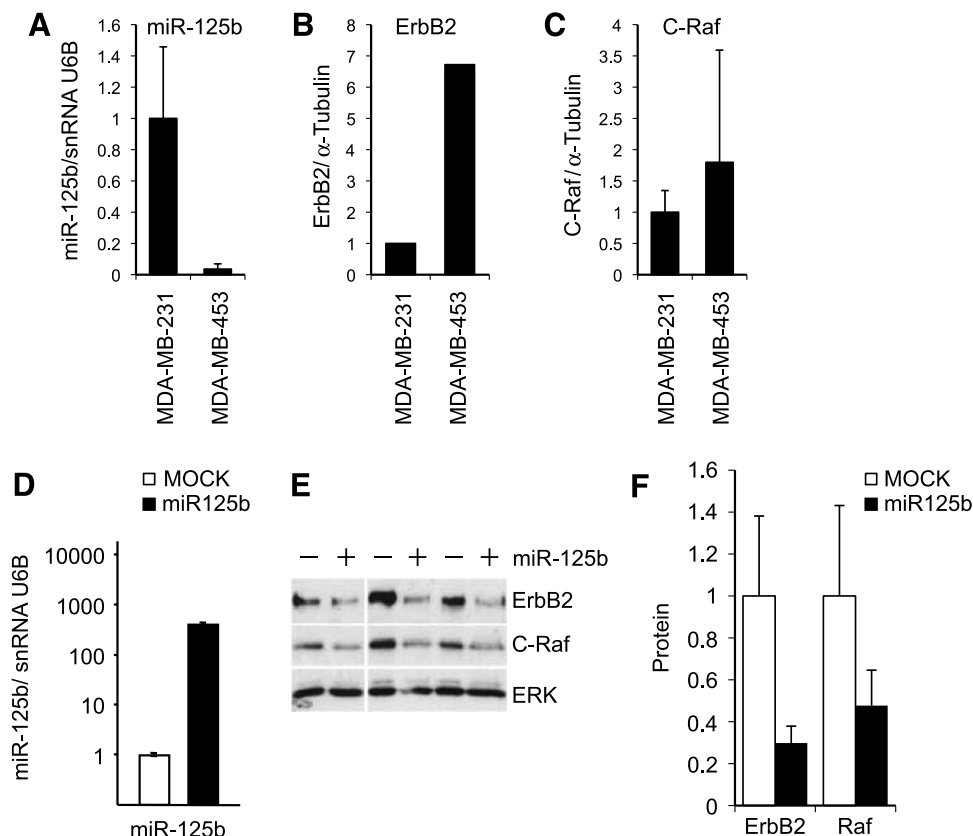 A
miR-125b
miR-125b/snRNA U6B
1.6
1.4
1.2
1
0.8
0.6
0.4
0.2
0
MDA-MB-231
MDA-MB-453
B
ErbB2
ErbB2/α-Tubulin
8
7
6
5
4
3
2
1
0
MDA-MB-231
MDA-MB-453
C
C-Raf
C-Raf/α-Tubulin
4
3.5
3
2.5
2
1.5
1
0.5
0
MDA-MB-231
MDA-MB-453
D
MOCK
miR125b
miR-125b/ snRNA U6B
10000
1000
100
10
1
miR-125b
E
— + — + — + miR-125b
ErbB2
C-Raf
ERK
F
MOCK
miR125b
Protein
1.6
1.4
1.2
1
0.8
0.6
0.4
0.2
0
ErbB2 Raf